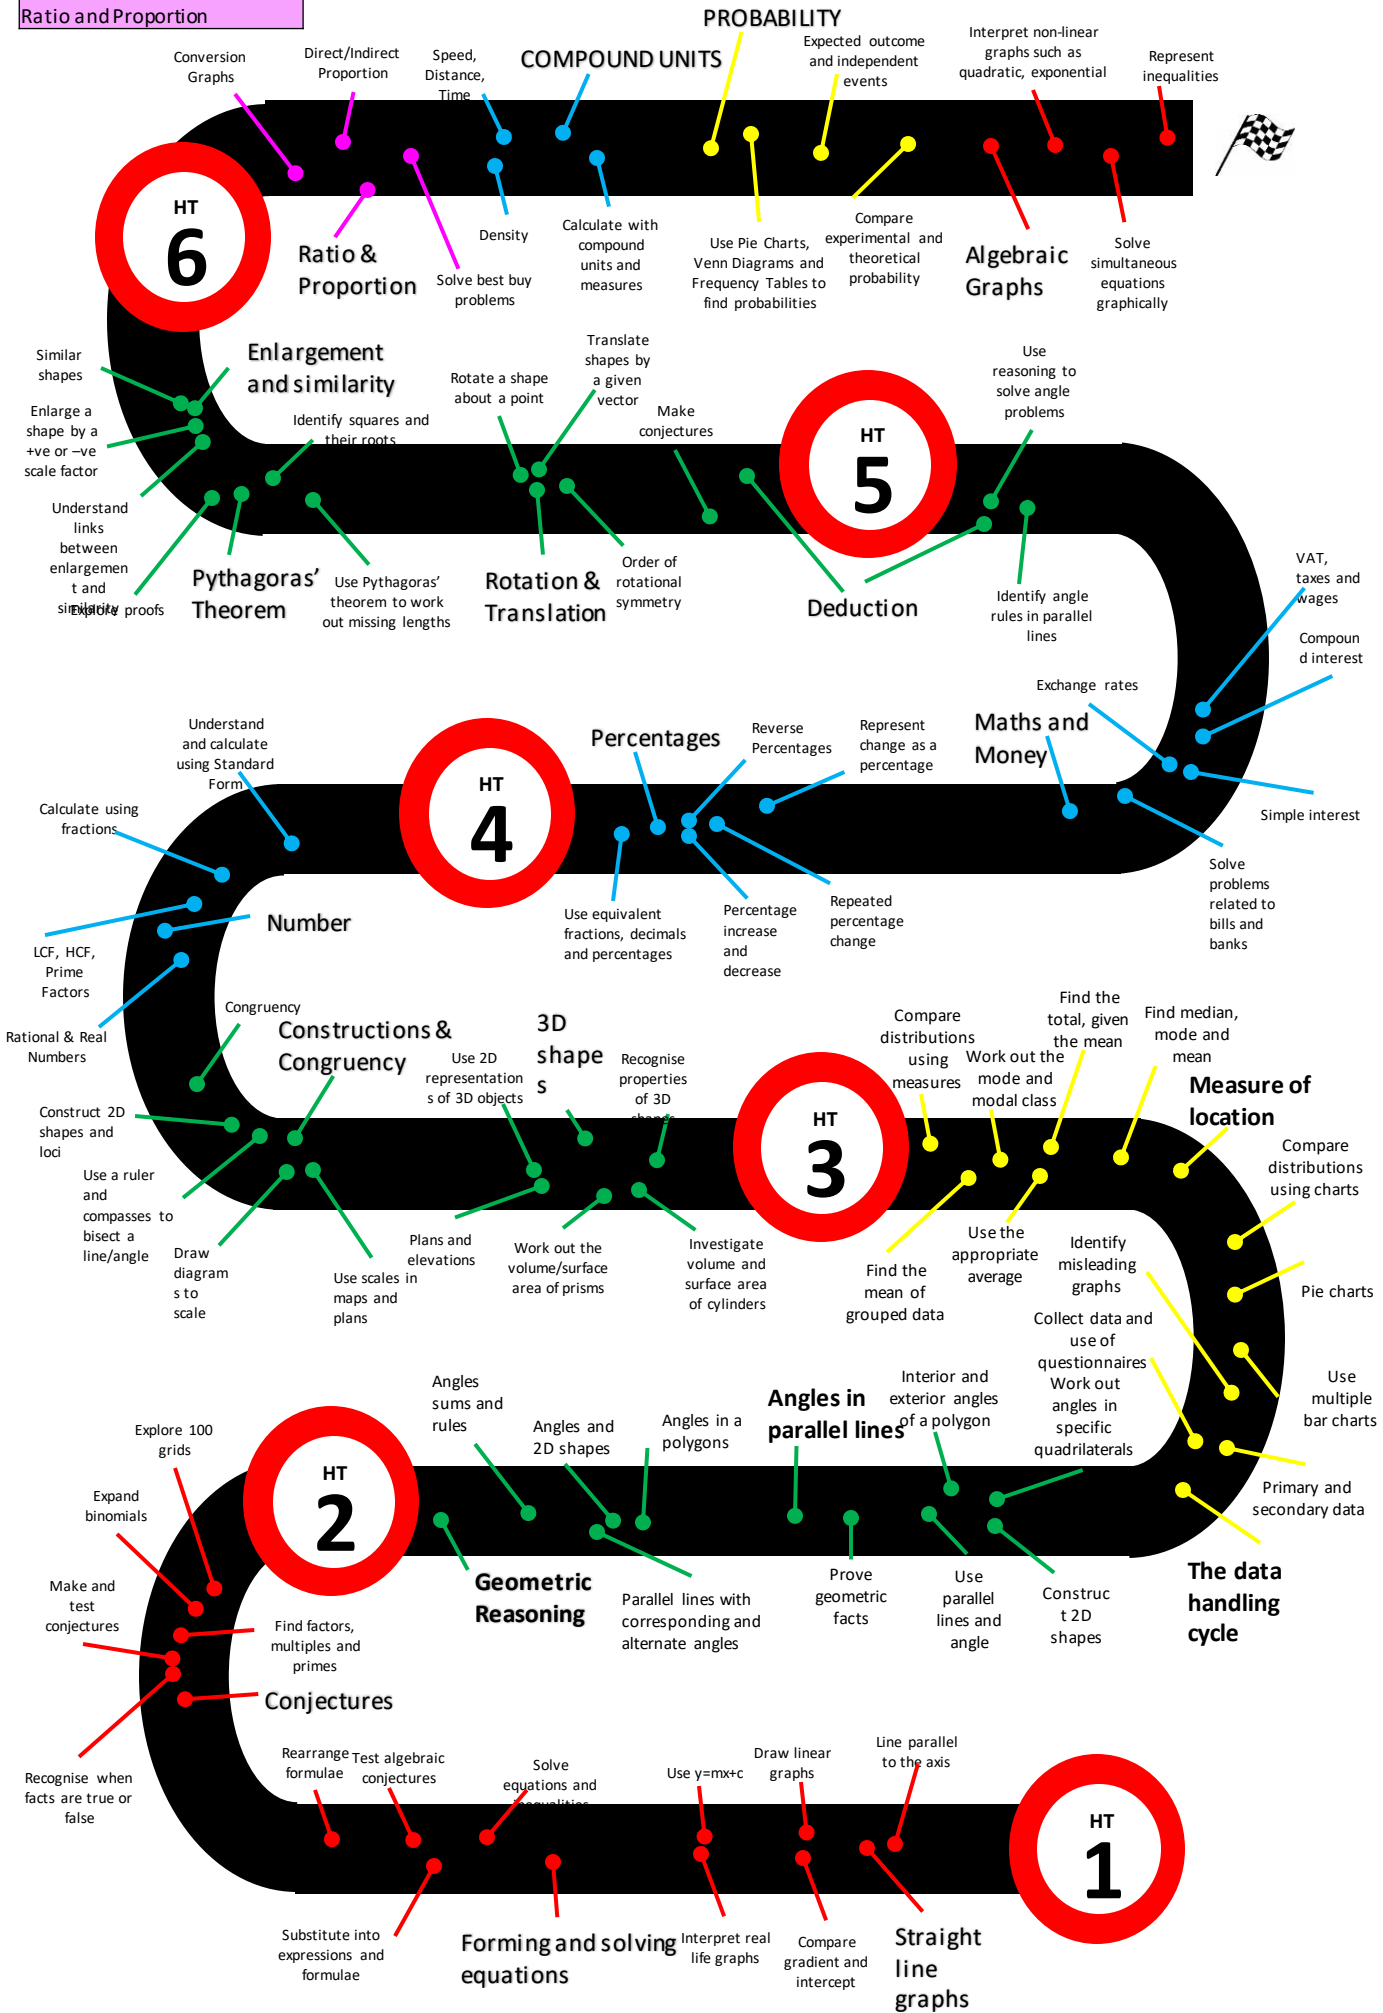 Ratio and Proportion
PROBABILITY
Conversion
Graphs
Direct/Indirect
Proportion
Speed,
Distance,
Time
COMPOUND UNITS
Expected outcome
and independent
events
Interpret non-linear
graphs such as
quadratic, exponential
Represent
inequalities
HT
6
Ratio &
Proportion
Solve best buy
problems
Density
Calculate with
compound
units and
measures
Use Pie Charts,
Venn Diagrams and
Frequency Tables to
find probabilities
Compare
experimental and
theoretical
probability
Algebraic
Graphs
Solve
simultaneous
equations
graphically
Similar
shapes
Enlargement
and similarity
Enlarge a
shape by a
+ve or –ve
scale factor
Identify squares and
their roots
Rotate a shape
about a point
Translate
shapes by
a given
vector
Make
conjectures
HT
5
Use
reasoning to
solve angle
problems
Understand
links
between
enlargemen
t and
similarity
Explore proofs
Pythagoras’
Theorem
Use Pythagoras’
theorem to work
out missing lengths
Rotation &
Translation
Order of
rotational
symmetry
Deduction
Identify angle
rules in parallel
lines
VAT,
taxes and
wages
Compoun
d interest
Exchange rates
Maths and
Money
Simple interest
Solve
problems
related to
bills and
banks
Understand
and calculate
using Standard
Form
Calculate using
fractions
HT
4
Percentages
Reverse
Percentages
Represent
change as a
percentage
Number
Use equivalent
fractions, decimals
and percentages
Percentage
increase
and
decrease
Repeated
percentage
change
LCF, HCF,
Prime
Factors
Rational & Real
Numbers
Congruency
Constructions &
Congruency
Use 2D
representation
s of 3D objects
3D
shape
s
Recognise
properties
of 3D
shapes
HT
3
Compare
distributions
using
measures
Work out the
mode and
modal class
Find the
total, given
the mean
Find median,
mode and
mean
Measure of
location
Compare
distributions
using charts
Construct 2D
shapes and
loci
Use a ruler
and
compasses to
bisect a
line/angle
Draw
diagram
s to
scale
Use scales in
maps and
plans
Plans and
elevations
Work out the
volume/surface
area of prisms
Investigate
volume and
surface area
of cylinders
Find the
mean of
grouped data
Use the
appropriate
average
Identify
misleading
graphs
Pie charts
Collect data and
use of
questionnaires
Use
multiple
bar charts
Primary and
secondary data
The data
handling
cycle
Explore 100
grids
HT
2
Angles
sums and
rules
Angles and
2D shapes
Angles in a
polygons
Angles in
parallel lines
Interior and
exterior angles
of a polygon
Work out
angles in
specific
quadrilaterals
Expand
binomials
Geometric
Reasoning
Parallel lines with
corresponding and
alternate angles
Prove
geometric
facts
Use
parallel
lines and
angle
Construc
t 2D
shapes
Make and
test
conjectures
Find factors,
multiples and
primes
Conjectures
Recognise when
facts are true or
false
Rearrange
formulae
Test algebraic
conjectures
Solve
equations and
inequalities
Use y=mx+c
Draw linear
graphs
Line parallel
to the axis
HT
1
Substitute into
expressions and
formulae
Forming and solving
equations
Interpret real
life graphs
Compare
gradient and
intercept
Straight
line
graphs